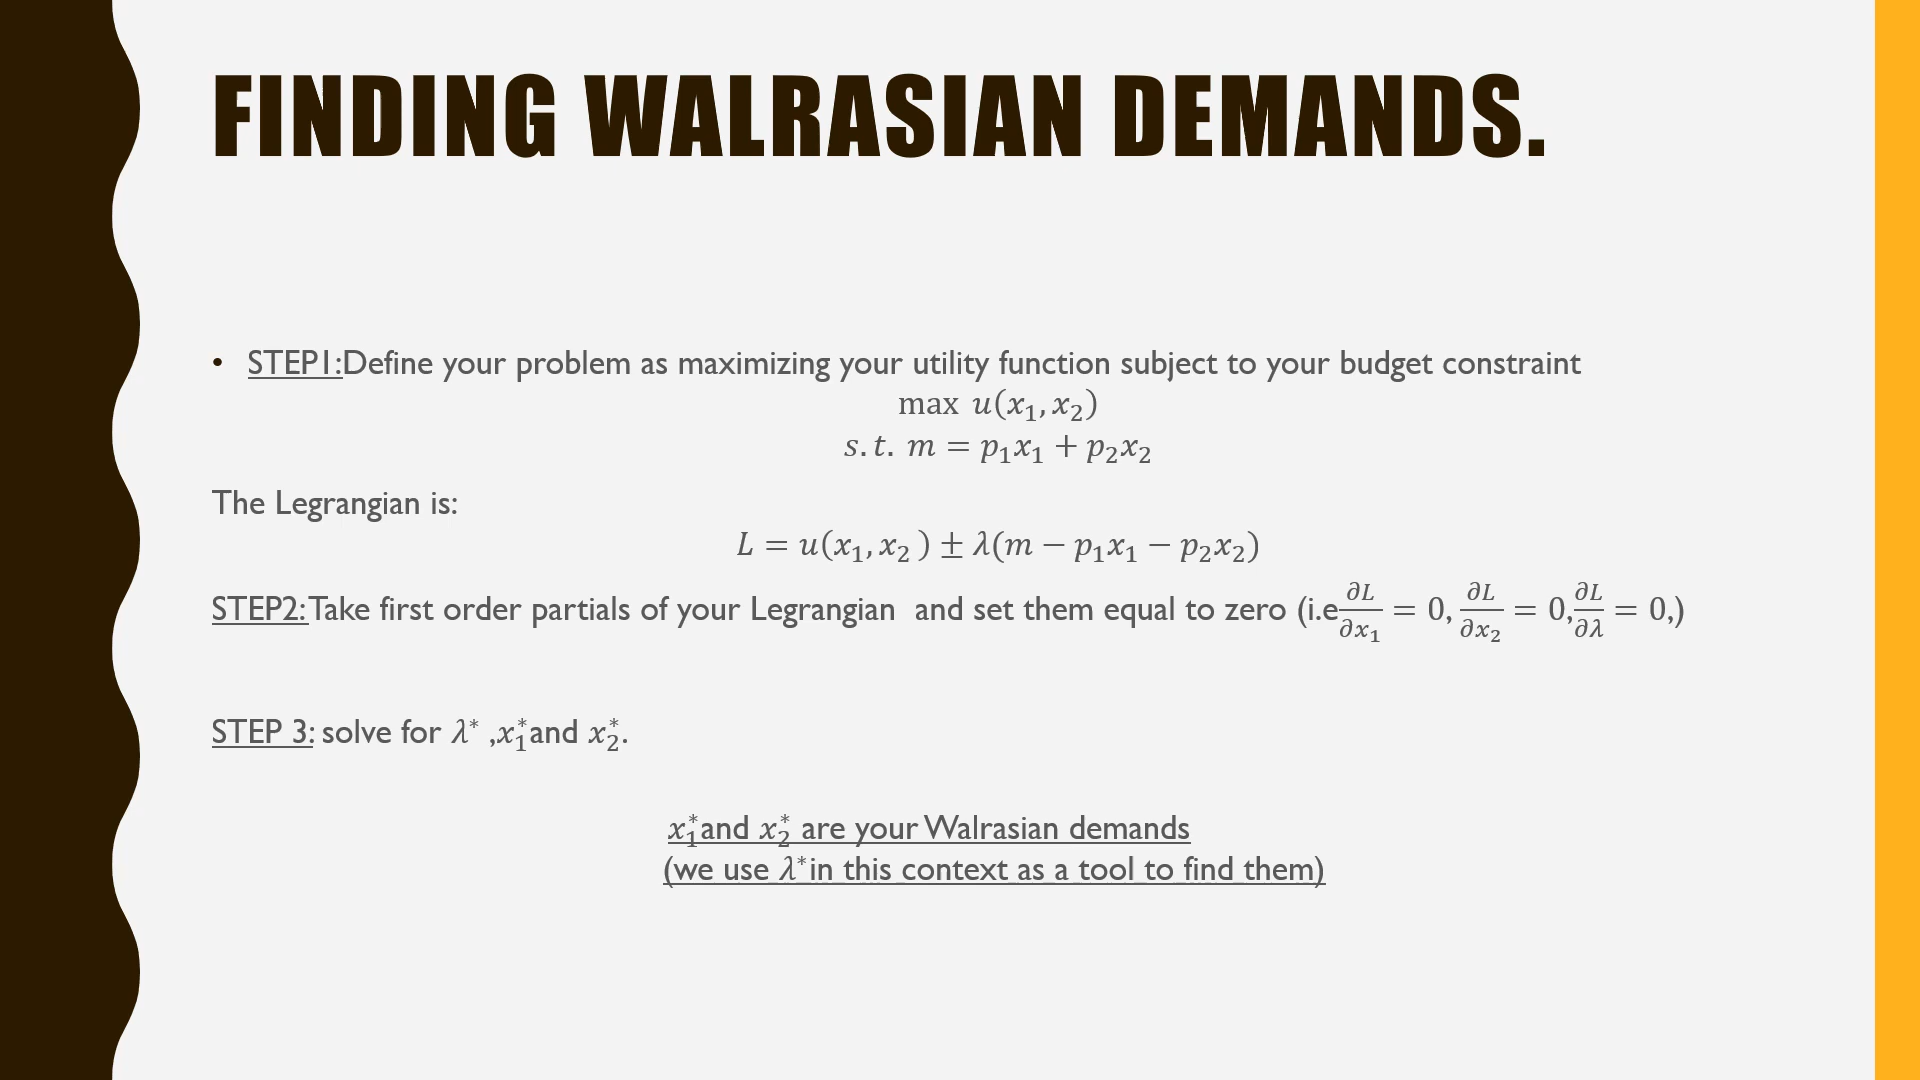 FINDING WALRASIAN DEMANDS.
• STEP1:Define your problem as maximizing your utility function subject to your budget constraint
max u(x₁, x₂)
s.t. m = p₁x₁ + p₂x₂
The Legrangian is:
L = u(x₁, x₂ ) ± λ(m − p₁x₁ − p₂x₂)
STEP2:Take first order partials of your Legrangian and set them equal to zero (i.e ∂L/∂x₁ = 0, ∂L/∂x₂ = 0, ∂L/∂λ = 0,)
STEP 3: solve for λ* ,x₁* and x₂*.
x₁* and x₂* are your Walrasian demands
(we use λ* in this context as a tool to find them)